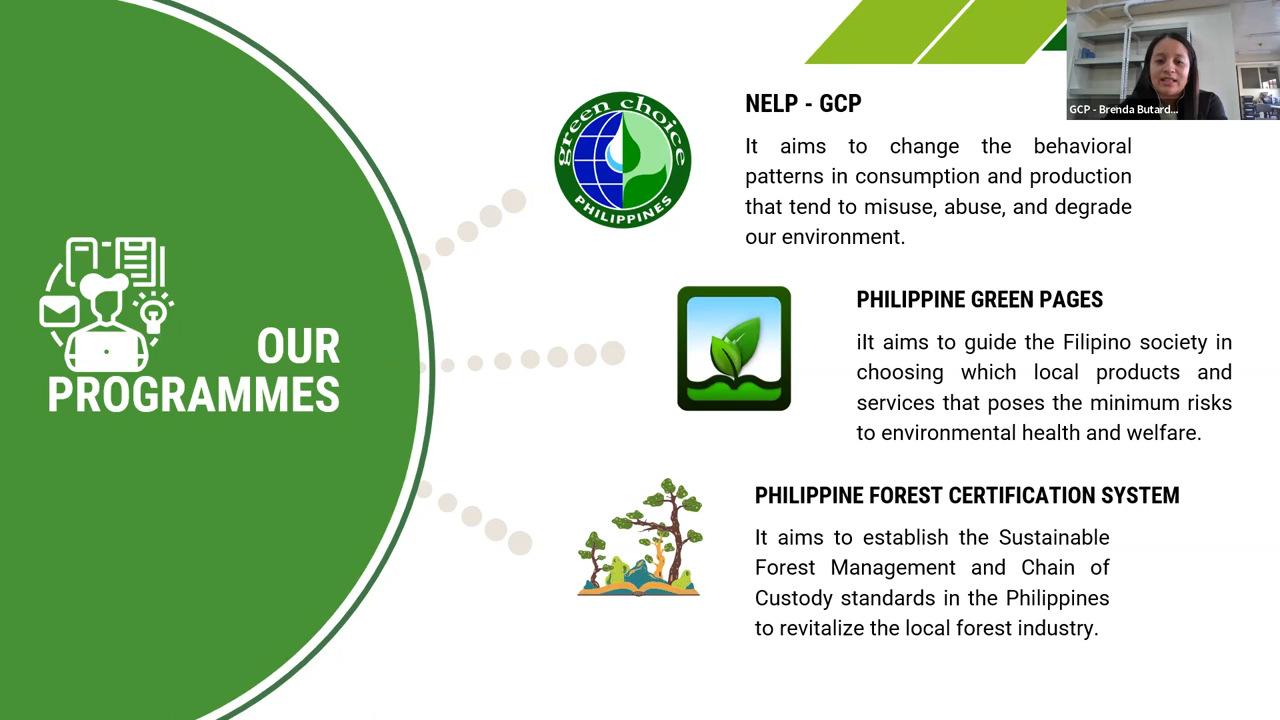 OUR
PROGRAMMES
green choice
PHILIPPINES
NELP - GCP
It aims to change the behavioral
patterns in consumption and production
that tend to misuse, abuse, and degrade
our environment.
PHILIPPINE GREEN PAGES
iIt aims to guide the Filipino society in
choosing which local products and
services that poses the minimum risks
to environmental health and welfare.
PHILIPPINE FOREST CERTIFICATION SYSTEM
It aims to establish the Sustainable
Forest Management and Chain of
Custody standards in the Philippines
to revitalize the local forest industry.
GCP - Brenda Butard...